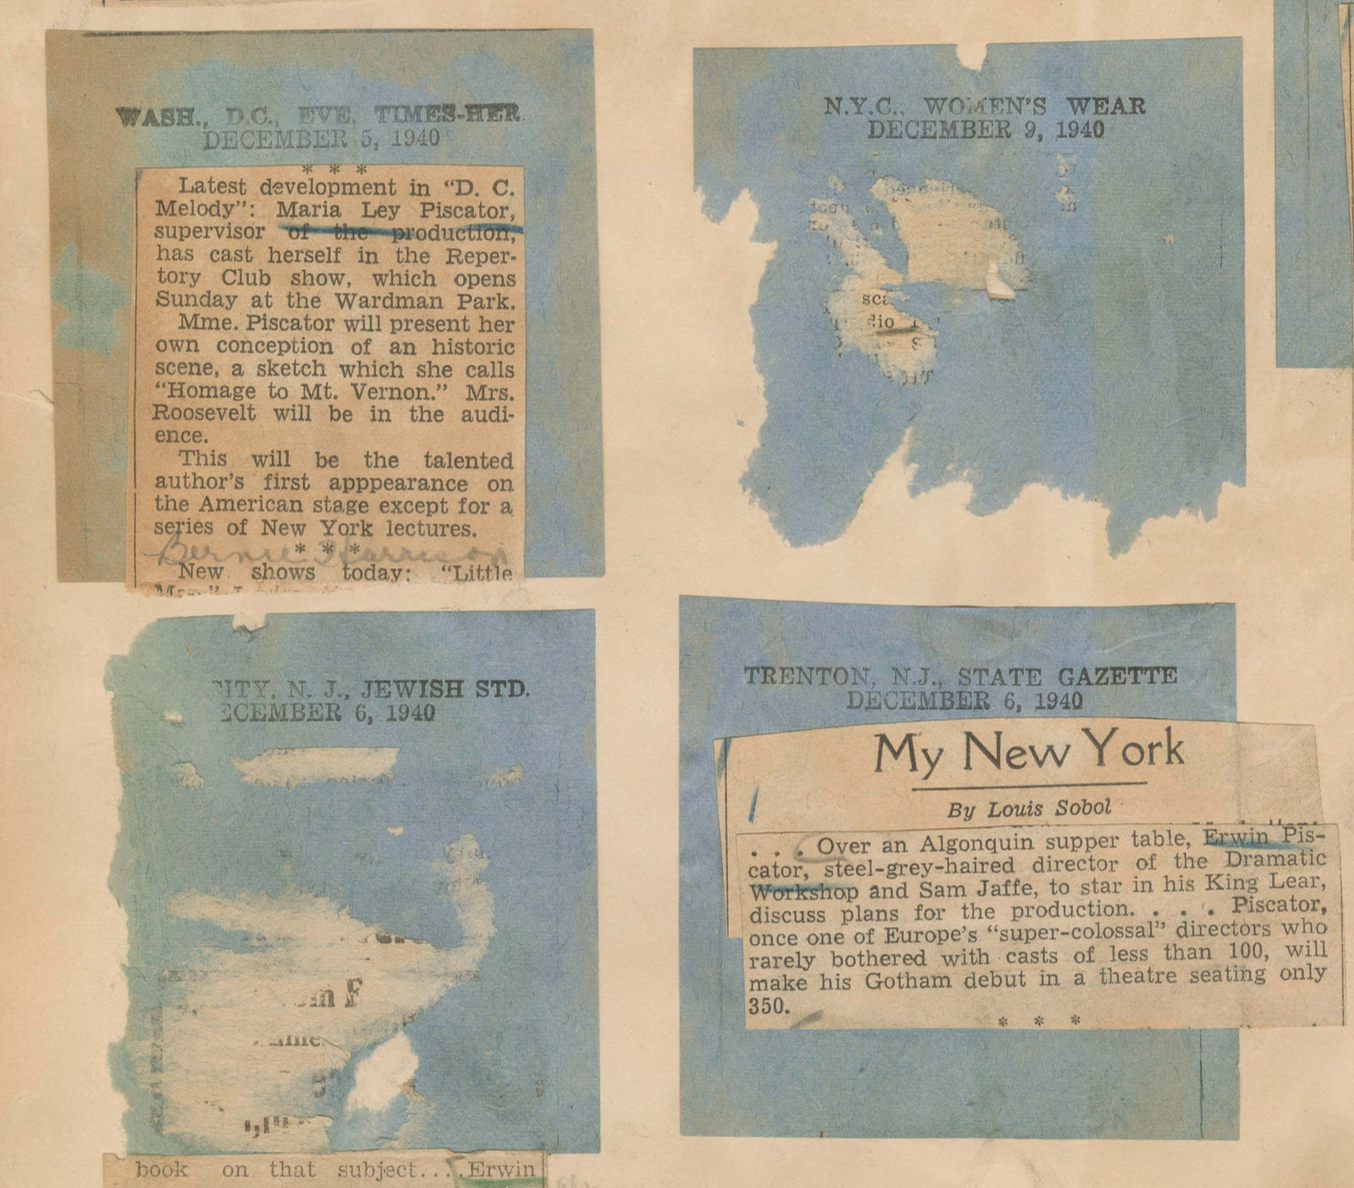 WASH., D.C., EVE. TIMES-HER
DECEMBER 5, 1940
* * *
Latest development in "D. C.
Melody": Maria Ley Piscator,
supervisor of the production,
has cast herself in the Reper-
tory Club show, which opens
Sunday at the Wardman Park.
Mme. Piscator will present her
own conception of an historic
scene, a sketch which she calls
"Homage to Mt. Vernon." Mrs.
Roosevelt will be in the audi-
ence.
This will be the talented
author's first apppearance on
the American stage except for a
series of New York lectures.
* * *
Bernie Harrison
New shows today: "Little
N.Y.C., WOMEN'S WEAR
DECEMBER 9, 1940
ITY, N. J., JEWISH STD.
ECEMBER 6, 1940
book on that subject....Erwin
TRENTON, N.J., STATE GAZETTE
DECEMBER 6, 1940
My New York
By Louis Sobol
. . . Over an Algonquin supper table, Erwin Pis-
cator, steel-grey-haired director of the Dramatic
Workshop and Sam Jaffe, to star in his King Lear,
discuss plans for the production. . . . Piscator,
once one of Europe's "super-colossal" directors who
rarely bothered with casts of less than 100, will
make his Gotham debut in a theatre seating only
350.
* * *